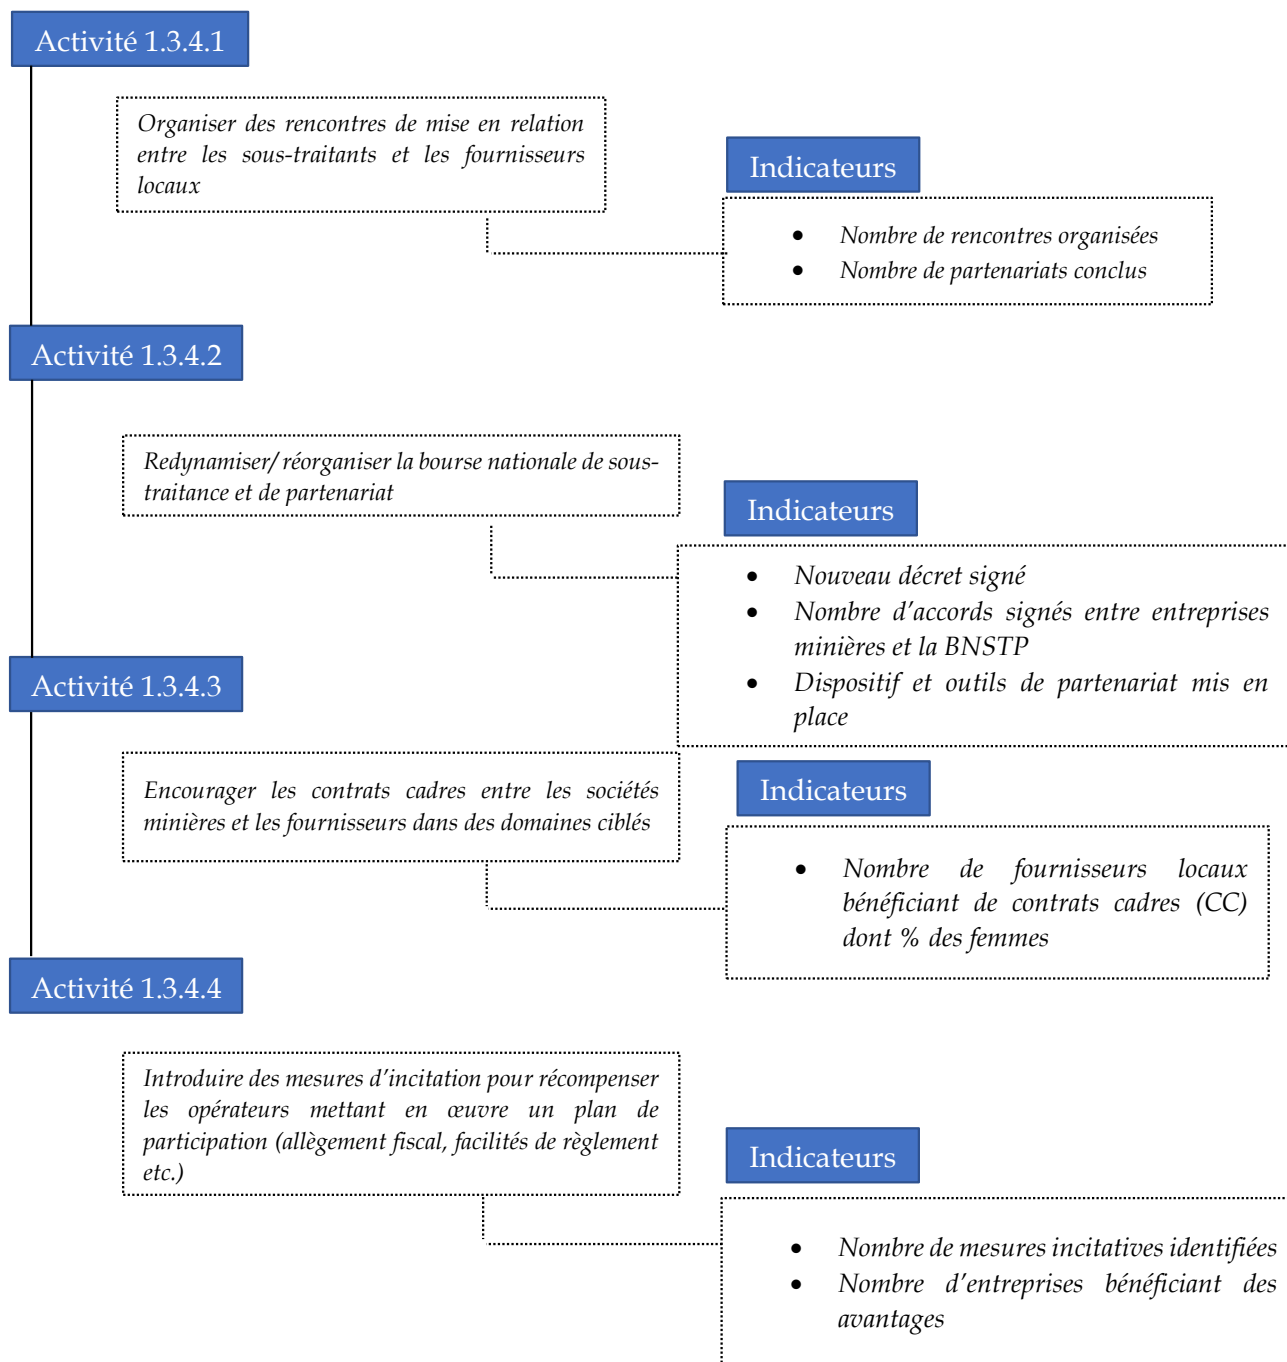 Activité 1.3.4.1
Organiser des rencontres de mise en relation
entre les sous-traitants et les fournisseurs
locaux
Indicateurs
• Nombre de rencontres organisées
• Nombre de partenariats conclus
Activité 1.3.4.2
Redynamiser/ réorganiser la bourse nationale de sous-
traitance et de partenariat
Indicateurs
• Nouveau décret signé
• Nombre d’accords signés entre entreprises
minières et la BNSTP
• Dispositif et outils de partenariat mis en
place
Activité 1.3.4.3
Encourager les contrats cadres entre les sociétés
minières et les fournisseurs dans des domaines ciblés
Indicateurs
• Nombre de fournisseurs locaux
bénéficiant de contrats cadres (CC)
dont % des femmes
Activité 1.3.4.4
Introduire des mesures d’incitation pour récompenser
les opérateurs mettant en œuvre un plan de
participation (allègement fiscal, facilités de règlement
etc.)
Indicateurs
• Nombre de mesures incitatives identifiées
• Nombre d’entreprises bénéficiant des
avantages